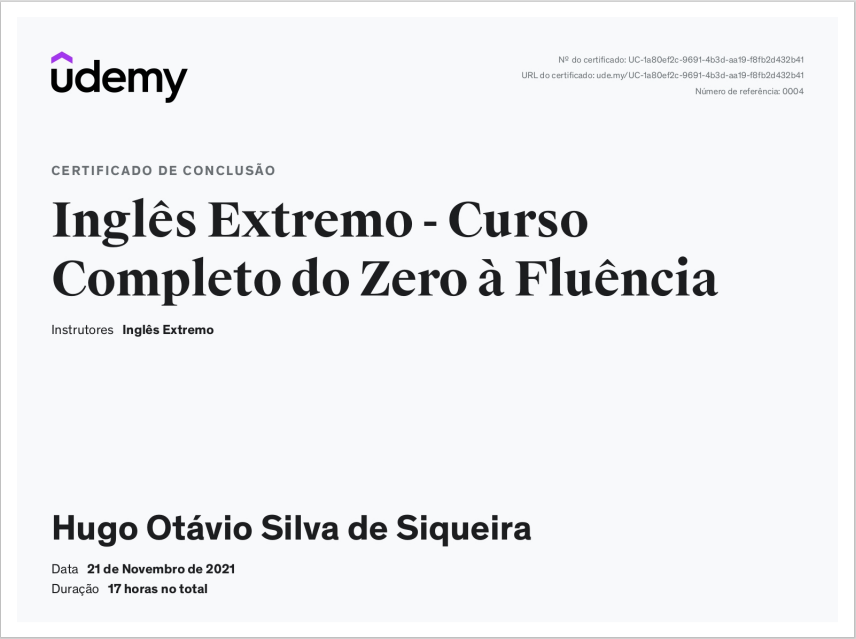 udemy
Nº do certificado: UC-1a80ef2c-9691-4b3d-aa19-f8fb2d432b41
URL do certificado: ude.my/UC-1a80ef2c-9691-4b3d-aa19-f8fb2d432b41
Número de referência: 0004
CERTIFICADO DE CONCLUSÃO
Inglês Extremo - Curso
Completo do Zero à Fluência
Instrutores Inglês Extremo
Hugo Otávio Silva de Siqueira
Data 21 de Novembro de 2021
Duração 17 horas no total